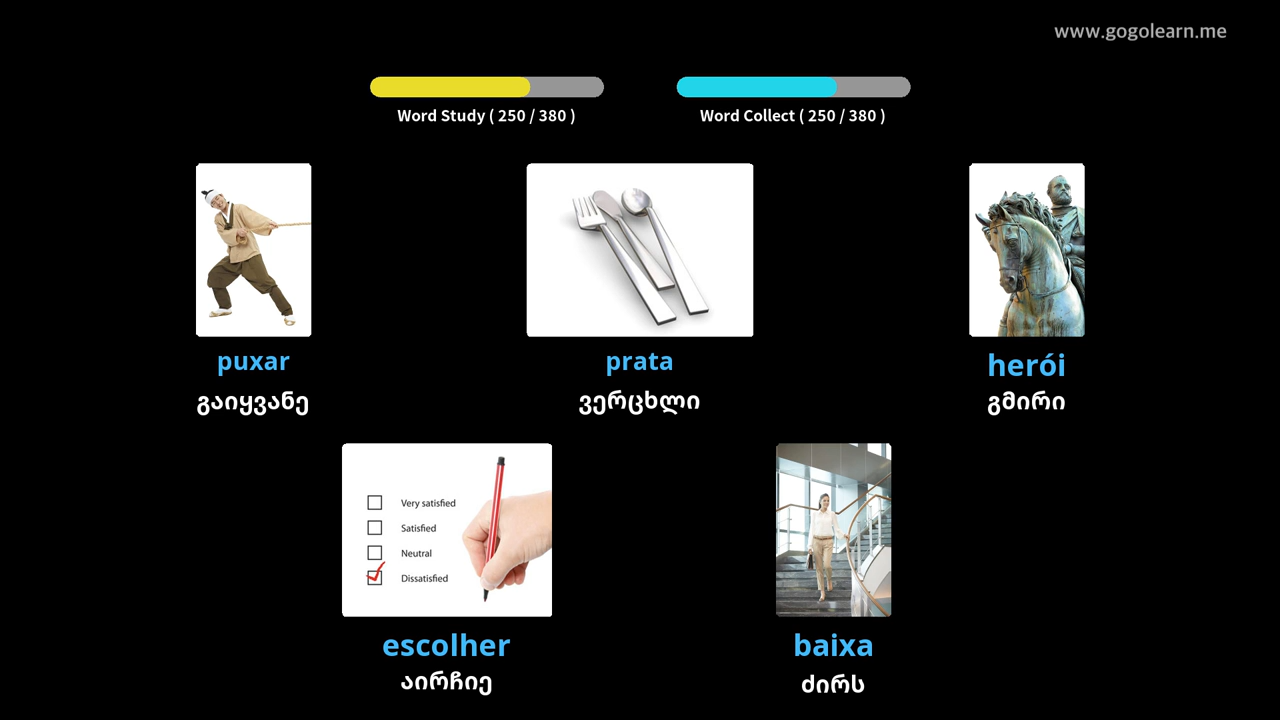 www.gogolearn.me
Word Study ( 250 / 380 )
Word Collect ( 250 / 380 )
puxar
გაიყვანე
prata
ვერცხლი
herói
გმირი
Very satisfied
Satisfied
Neutral
Dissatisfied
escolher
აირჩიე
baixa
ძირს